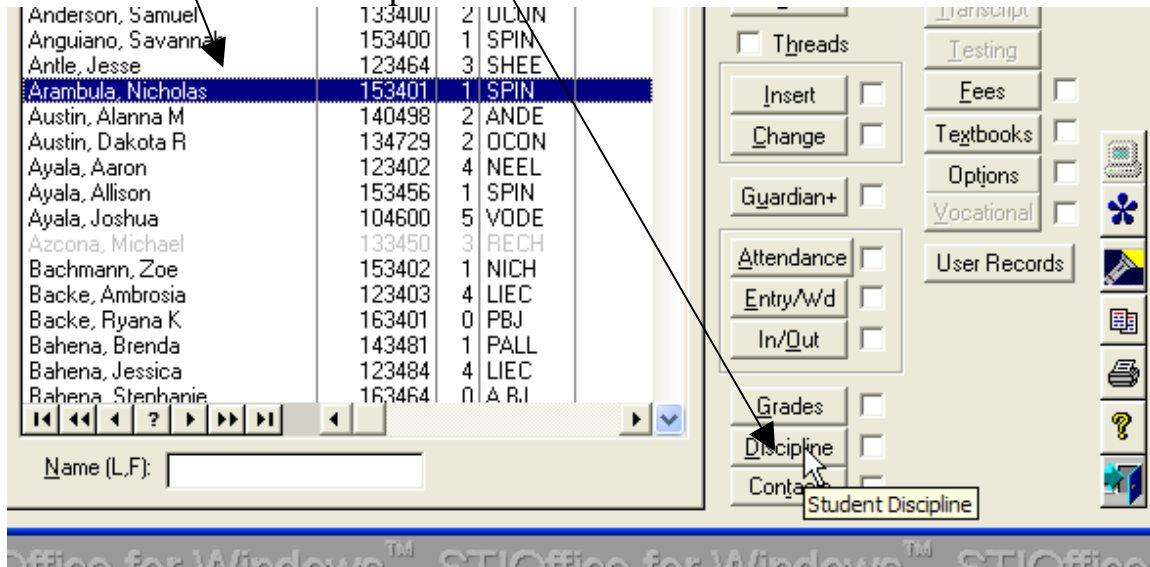 Anderson, Samuel 133400 2 OCON
Anguiano, Savannah 153400 1 SPIN
Antle, Jesse 123464 3 SHEE
Arambula, Nicholas 153401 1 SPIN
Austin, Alanna M 140498 2 ANDE
Austin, Dakota R 134729 2 OCON
Ayala, Aaron 123402 4 NEEL
Ayala, Allison 153456 1 SPIN
Ayala, Joshua 104600 5 VODE
Azcona, Michael 133450 3 RECH
Bachmann, Zoe 153402 1 NICH
Backe, Ambrosia 123403 4 LIEC
Backe, Ryana K 163401 0 PBJ
Bahena, Brenda 143481 1 PALL
Bahena, Jessica 123484 4 LIEC
Bahena, Stephanie 163464 0 A BJ
?
Name (L,F):
Threads
Insert
Change
Guardian+
Attendance
Entry/Wd
In/Out
Grades
Discipline
Student Discipline
Transcript
Testing
Fees
Textbooks
Options
Vocational
User Records
Office for Windows™ STIOffice for Windows™ STIOffice